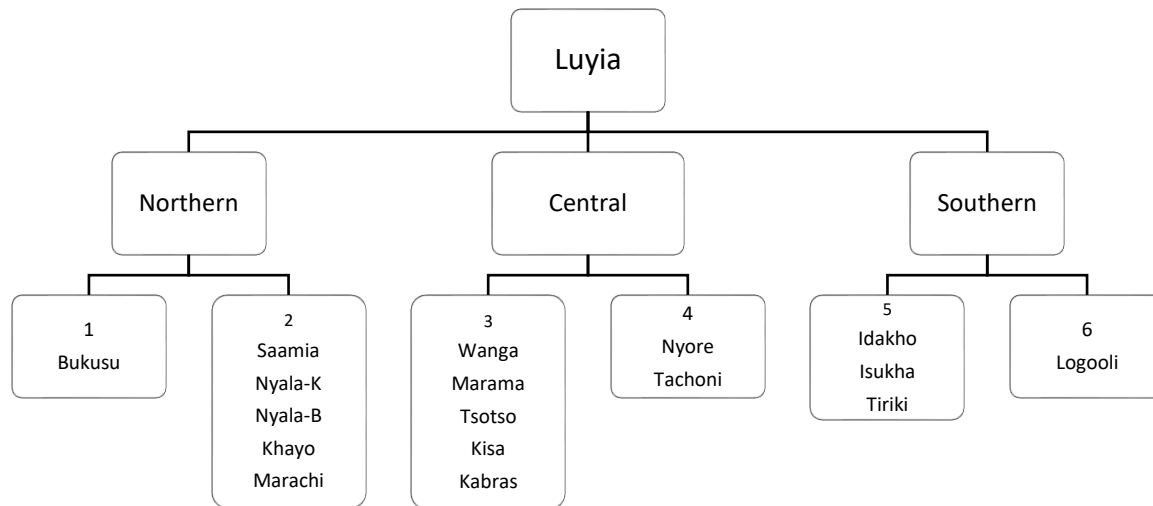 Luyia
Northern
Central
Southern
1
Bukusu
2
Saamia
Nyala-K
Nyala-B
Khayo
Marachi
3
Wanga
Marama
Tsotso
Kisa
Kabras
4
Nyore
Tachoni
5
Idakho
Isukha
Tiriki
6
Logooli